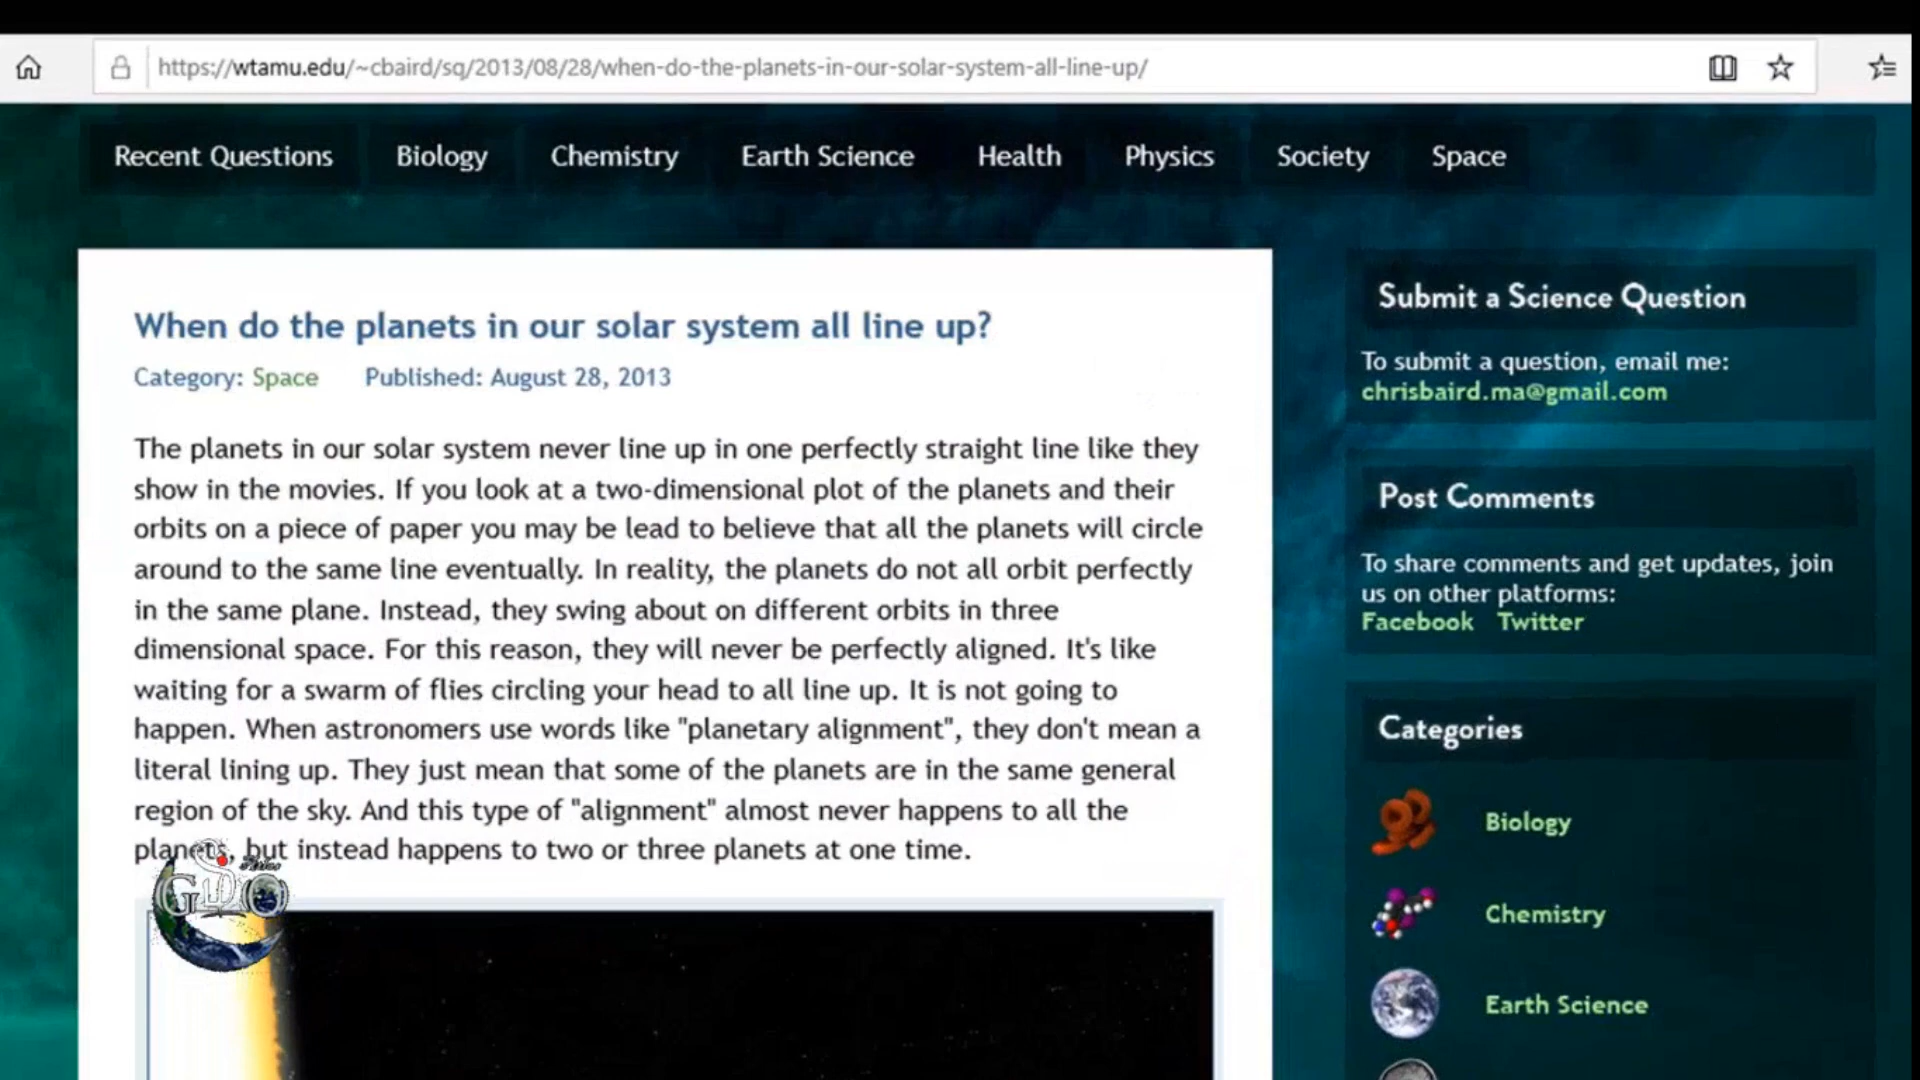 https://wtamu.edu/~cbaird/sq/2013/08/28/when-do-the-planets-in-our-solar-system-all-line-up/
Recent Questions Biology Chemistry Earth Science Health Physics Society Space
When do the planets in our solar system all line up?
Category: Space Published: August 28, 2013
The planets in our solar system never line up in one perfectly straight line like they
show in the movies. If you look at a two-dimensional plot of the planets and their
orbits on a piece of paper you may be lead to believe that all the planets will circle
around to the same line eventually. In reality, the planets do not all orbit perfectly
in the same plane. Instead, they swing about on different orbits in three
dimensional space. For this reason, they will never be perfectly aligned. It's like
waiting for a swarm of flies circling your head to all line up. It is not going to
happen. When astronomers use words like "planetary alignment", they don't mean a
literal lining up. They just mean that some of the planets are in the same general
region of the sky. And this type of "alignment" almost never happens to all the
planets, but instead happens to two or three planets at one time.
Submit a Science Question
To submit a question, email me:
chrisbaird.ma@gmail.com
Post Comments
To share comments and get updates, join
us on other platforms:
Facebook Twitter
Categories
Biology
Chemistry
Earth Science